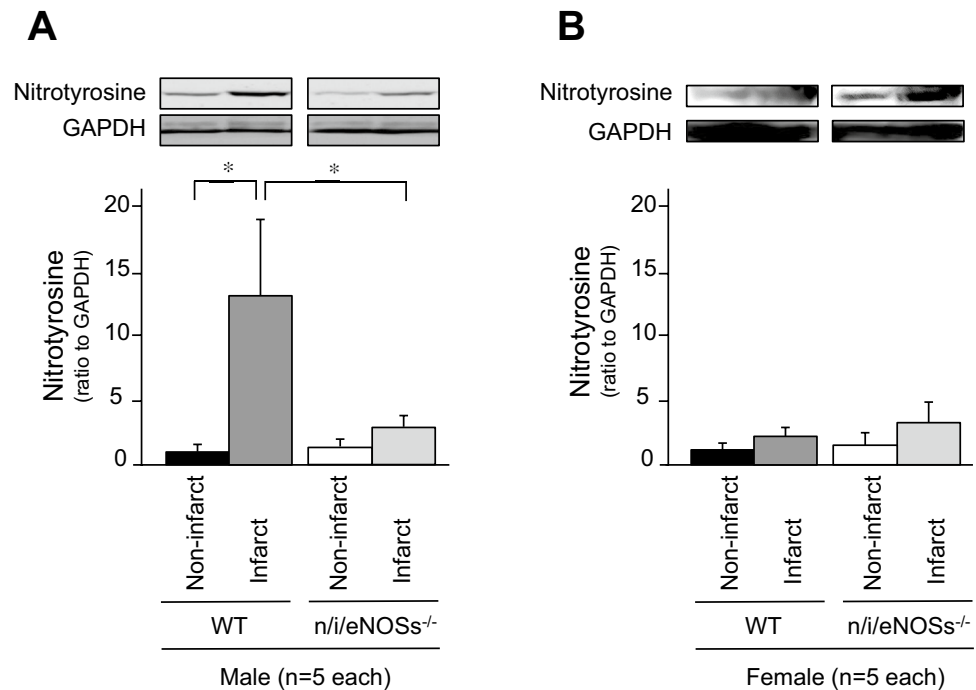 A
Nitrotyrosine
GAPDH
* *
20
15
10
5
0
Nitrotyrosine
(ratio to GAPDH)
Non-infarct
Infarct
Non-infarct
Infarct
WT
n/i/eNOSs-/-
Male (n=5 each)
B
Nitrotyrosine
GAPDH
20
15
10
5
0
Nitrotyrosine
(ratio to GAPDH)
Non-infarct
Infarct
Non-infarct
Infarct
WT
n/i/eNOSs-/-
Female (n=5 each)